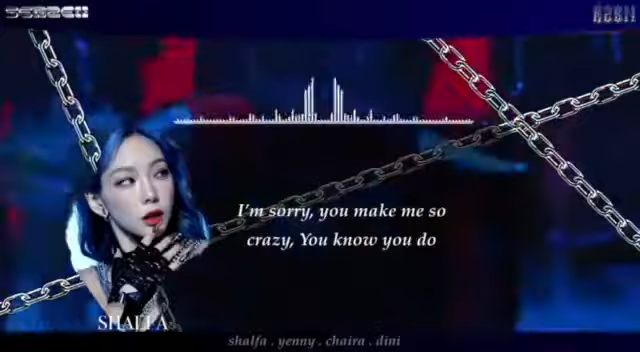 I'm sorry, you make me so
crazy, You know you do
SHALFA
shalfa . yenny . chaira . dini